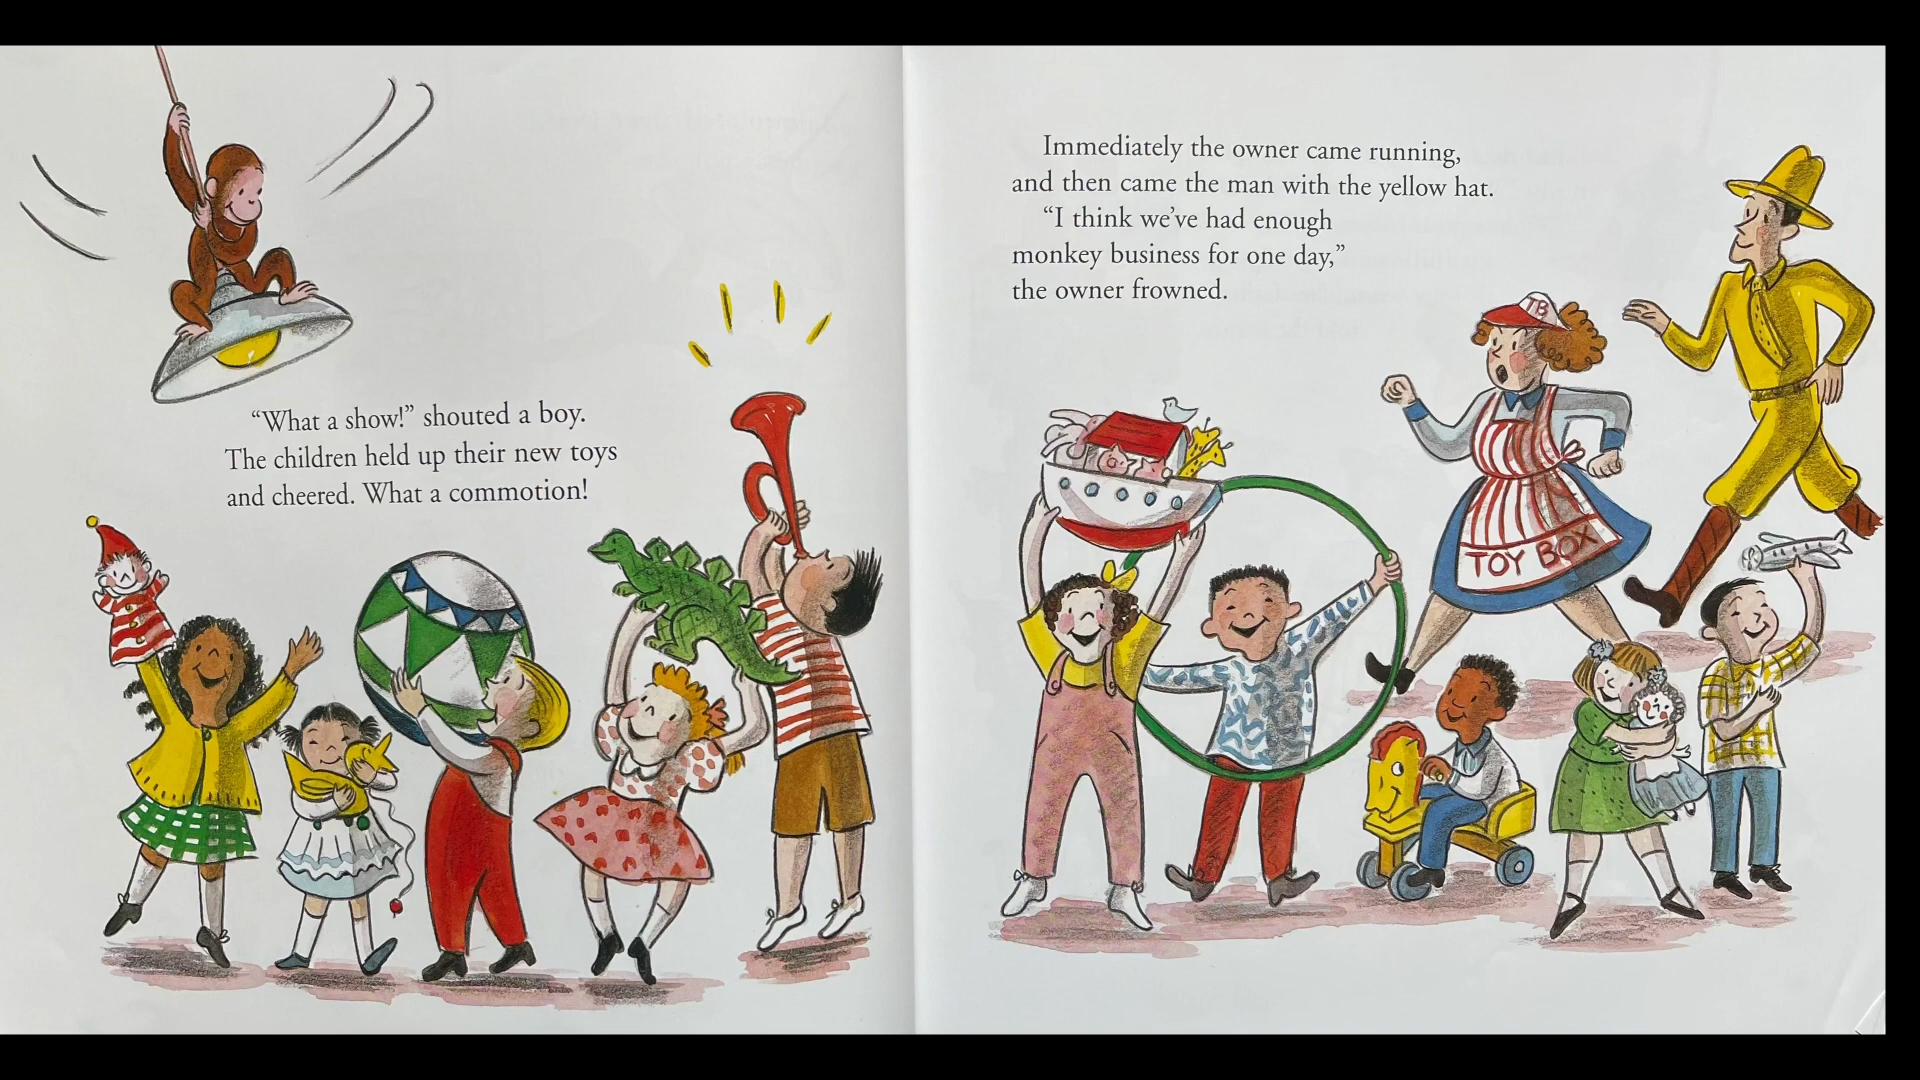 “What a show!” shouted a boy.
The children held up their new toys
and cheered. What a commotion!
Immediately the owner came running,
and then came the man with the yellow hat.
“I think we’ve had enough
monkey business for one day,”
the owner frowned.
TB
TOY BOX